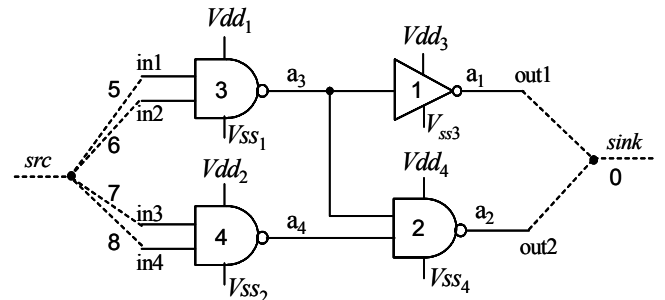 Vdd1
Vdd3
in1
5
3
a3
1
a1
out1
in2
6
Vss1
Vss3
src
sink
0
Vdd2
Vdd4
7
in3
8
4
a4
2
a2
in4
out2
Vss2
Vss4